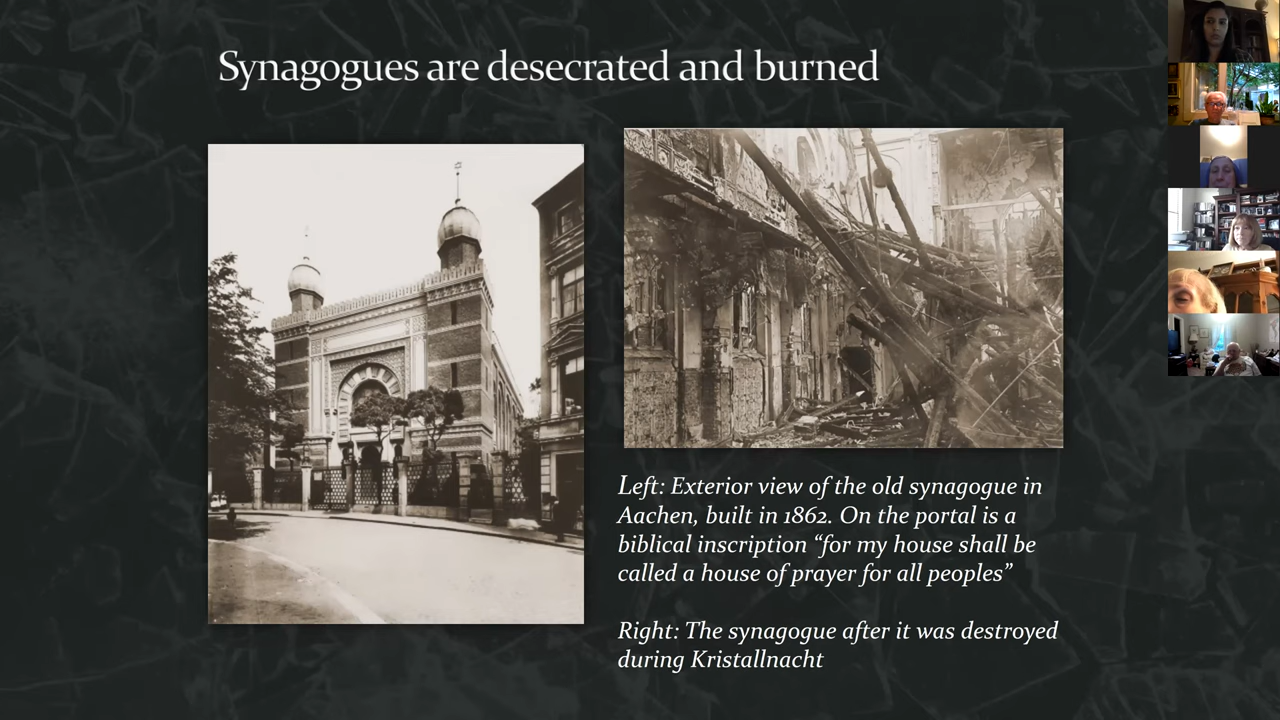 Synagogues are desecrated and burned
Left: Exterior view of the old synagogue in
Aachen, built in 1862. On the portal is a
biblical inscription “for my house shall be
called a house of prayer for all peoples”
Right: The synagogue after it was destroyed
during Kristallnacht